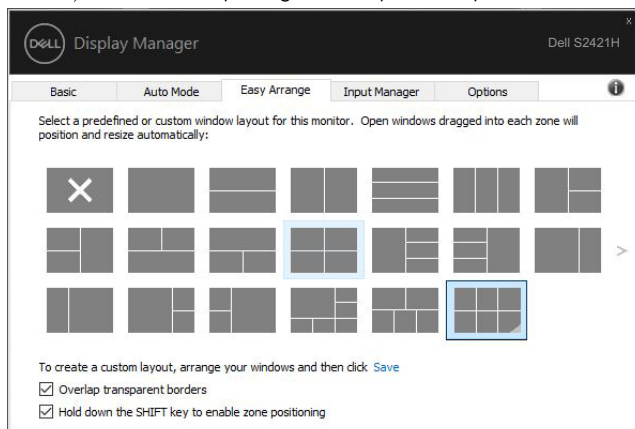 DELL Display Manager
Dell S2421H
Basic Auto Mode Easy Arrange Input Manager Options
Select a predefined or custom window layout for this monitor. Open windows dragged into each zone will
position and resize automatically:
To create a custom layout, arrange your windows and then click Save
Overlap transparent borders
Hold down the SHIFT key to enable zone positioning